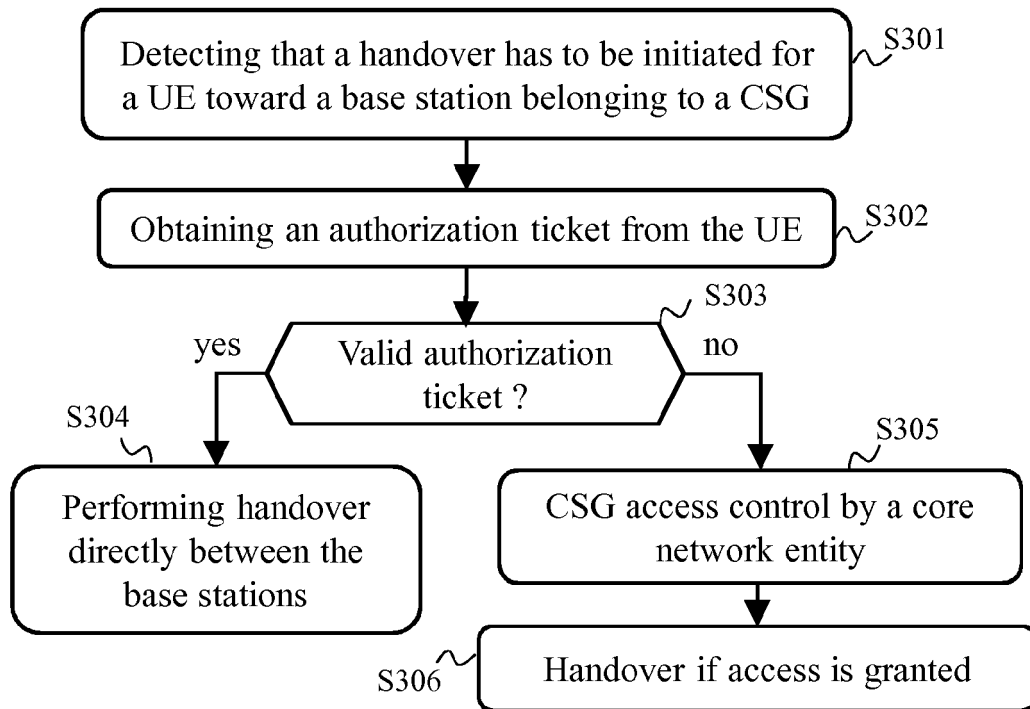 Detecting that a handover has to be initiated for
a UE toward a base station belonging to a CSG
S301
Obtaining an authorization ticket from the UE
S302
S303
Valid authorization
ticket ?
yes
no
S304
Performing handover
directly between the
base stations
S305
CSG access control by a core
network entity
S306
Handover if access is granted